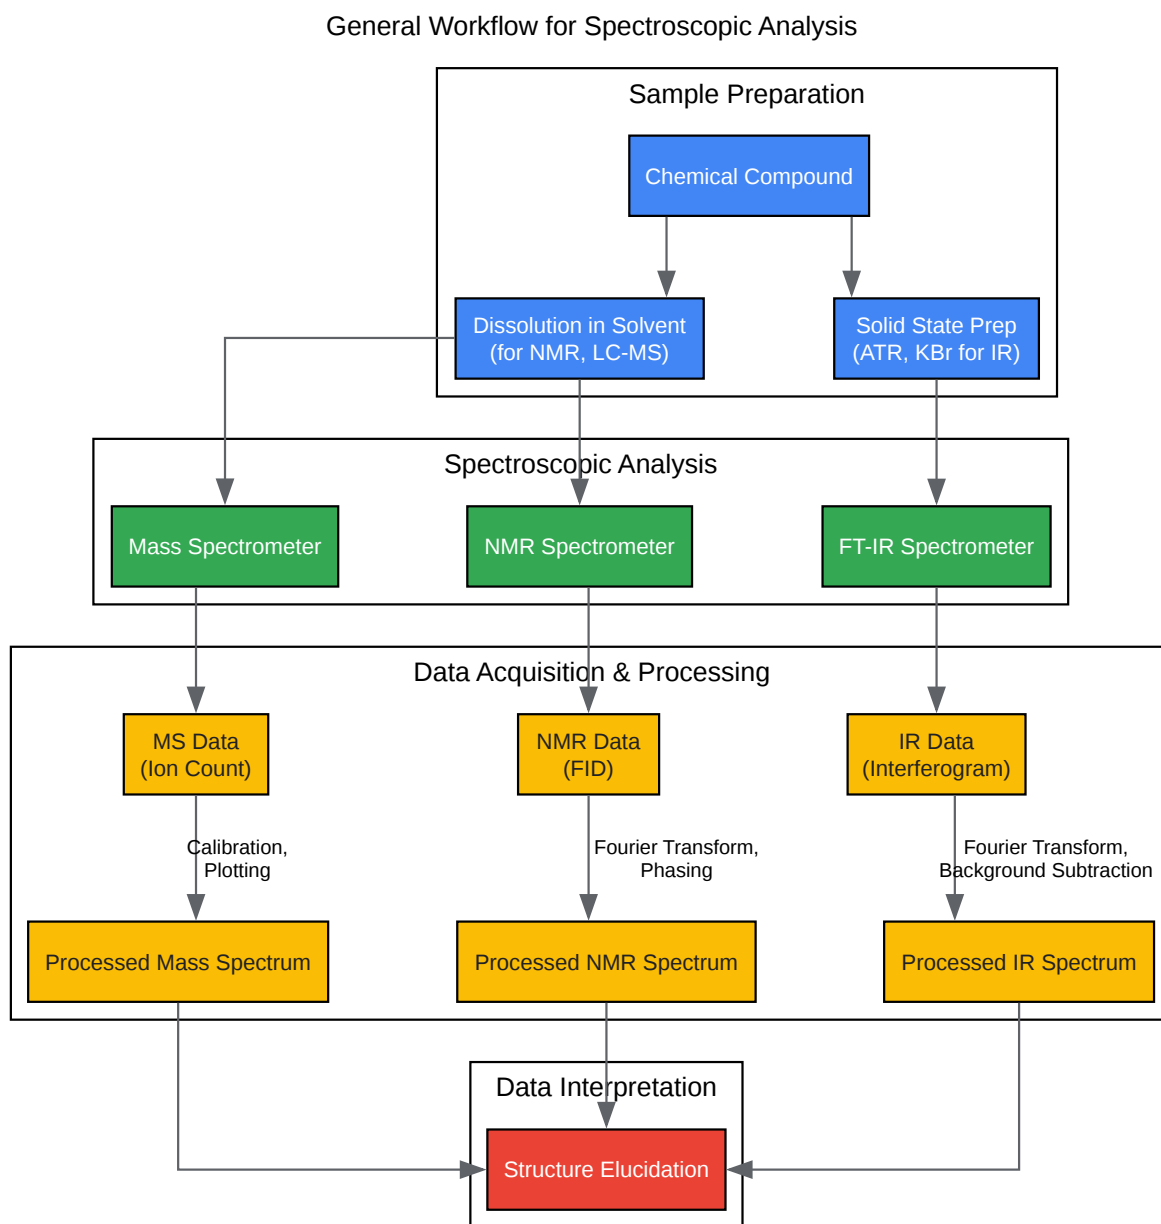 General Workflow for Spectroscopic Analysis
Sample Preparation
Chemical Compound
Dissolution in Solvent
(for NMR, LC-MS)
Solid State Prep
(ATR, KBr for IR)
Spectroscopic Analysis
Mass Spectrometer
NMR Spectrometer
FT-IR Spectrometer
Data Acquisition & Processing
MS Data
(Ion Count)
NMR Data
(FID)
IR Data
(Interferogram)
Calibration,
Plotting
Fourier Transform,
Phasing
Fourier Transform,
Background Subtraction
Processed Mass Spectrum
Processed NMR Spectrum
Processed IR Spectrum
Data Interpretation
Structure Elucidation